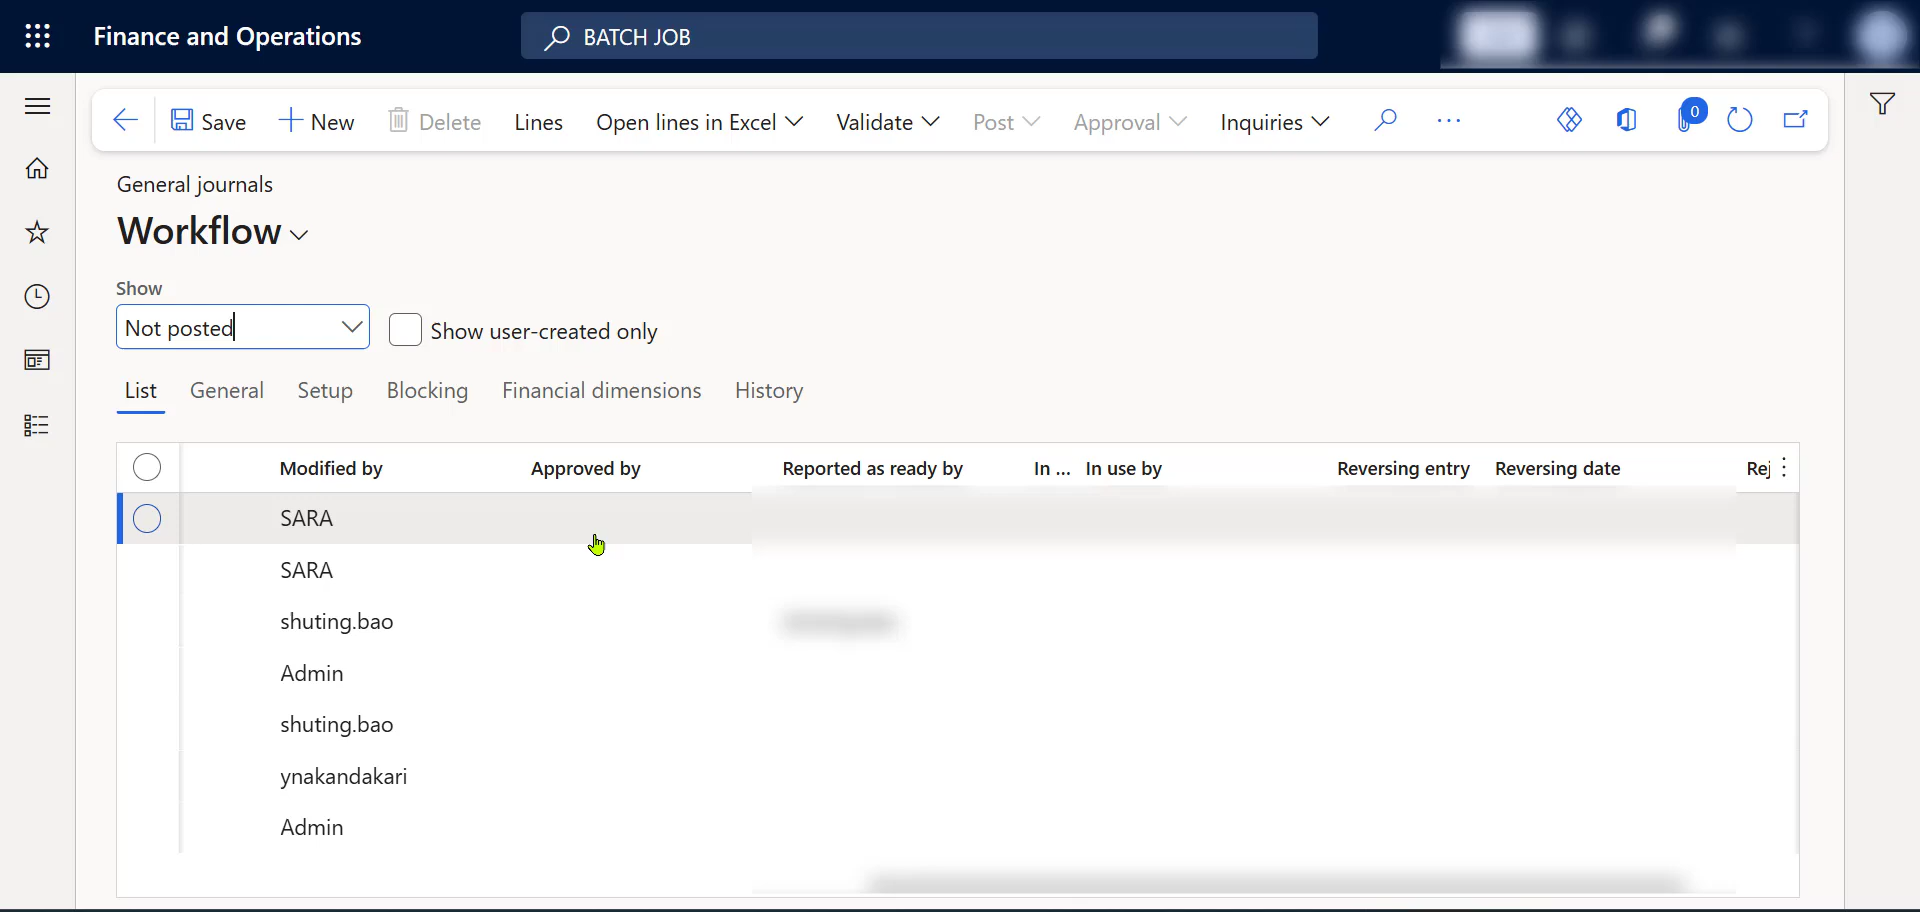 Finance and Operations
BATCH JOB
Save
New
Delete
Lines
Open lines in Excel
Validate
Post
Approval
Inquiries
...
0
General journals
Workflow
Show
Not posted
Show user-created only
List
General
Setup
Blocking
Financial dimensions
History
Modified by
Approved by
Reported as ready by
In ...
In use by
Reversing entry
Reversing date
Rej
SARA
SARA
shuting.bao
Admin
shuting.bao
ynakandakari
Admin